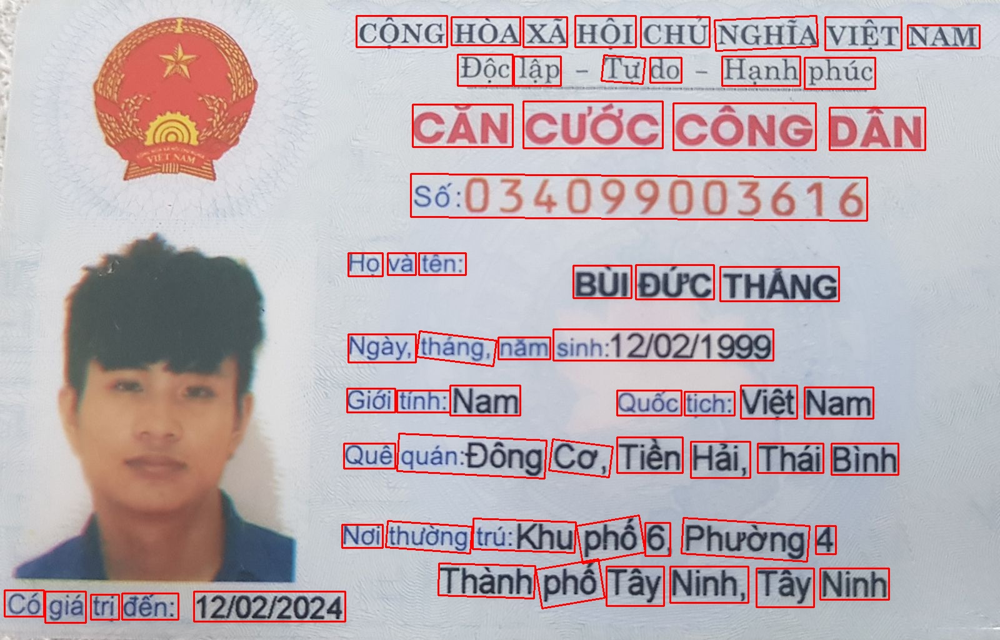 CỘNG HÒA XÃ HỘI CHỦ NGHĨA VIỆT NAM
Độc lập – Tự do – Hạnh phúc
CĂN CƯỚC CÔNG DÂN
Số: 034099003616
Họ và tên: BÙI ĐỨC THẮNG
Ngày, tháng, năm sinh: 12/02/1999
Giới tính: Nam Quốc tịch: Việt Nam
Quê quán: Đông Cơ, Tiền Hải, Thái Bình
Nơi thường trú: Khu phố 6, Phường 4
Thành phố Tây Ninh, Tây Ninh
Có giá trị đến: 12/02/2024
VIỆT NAM